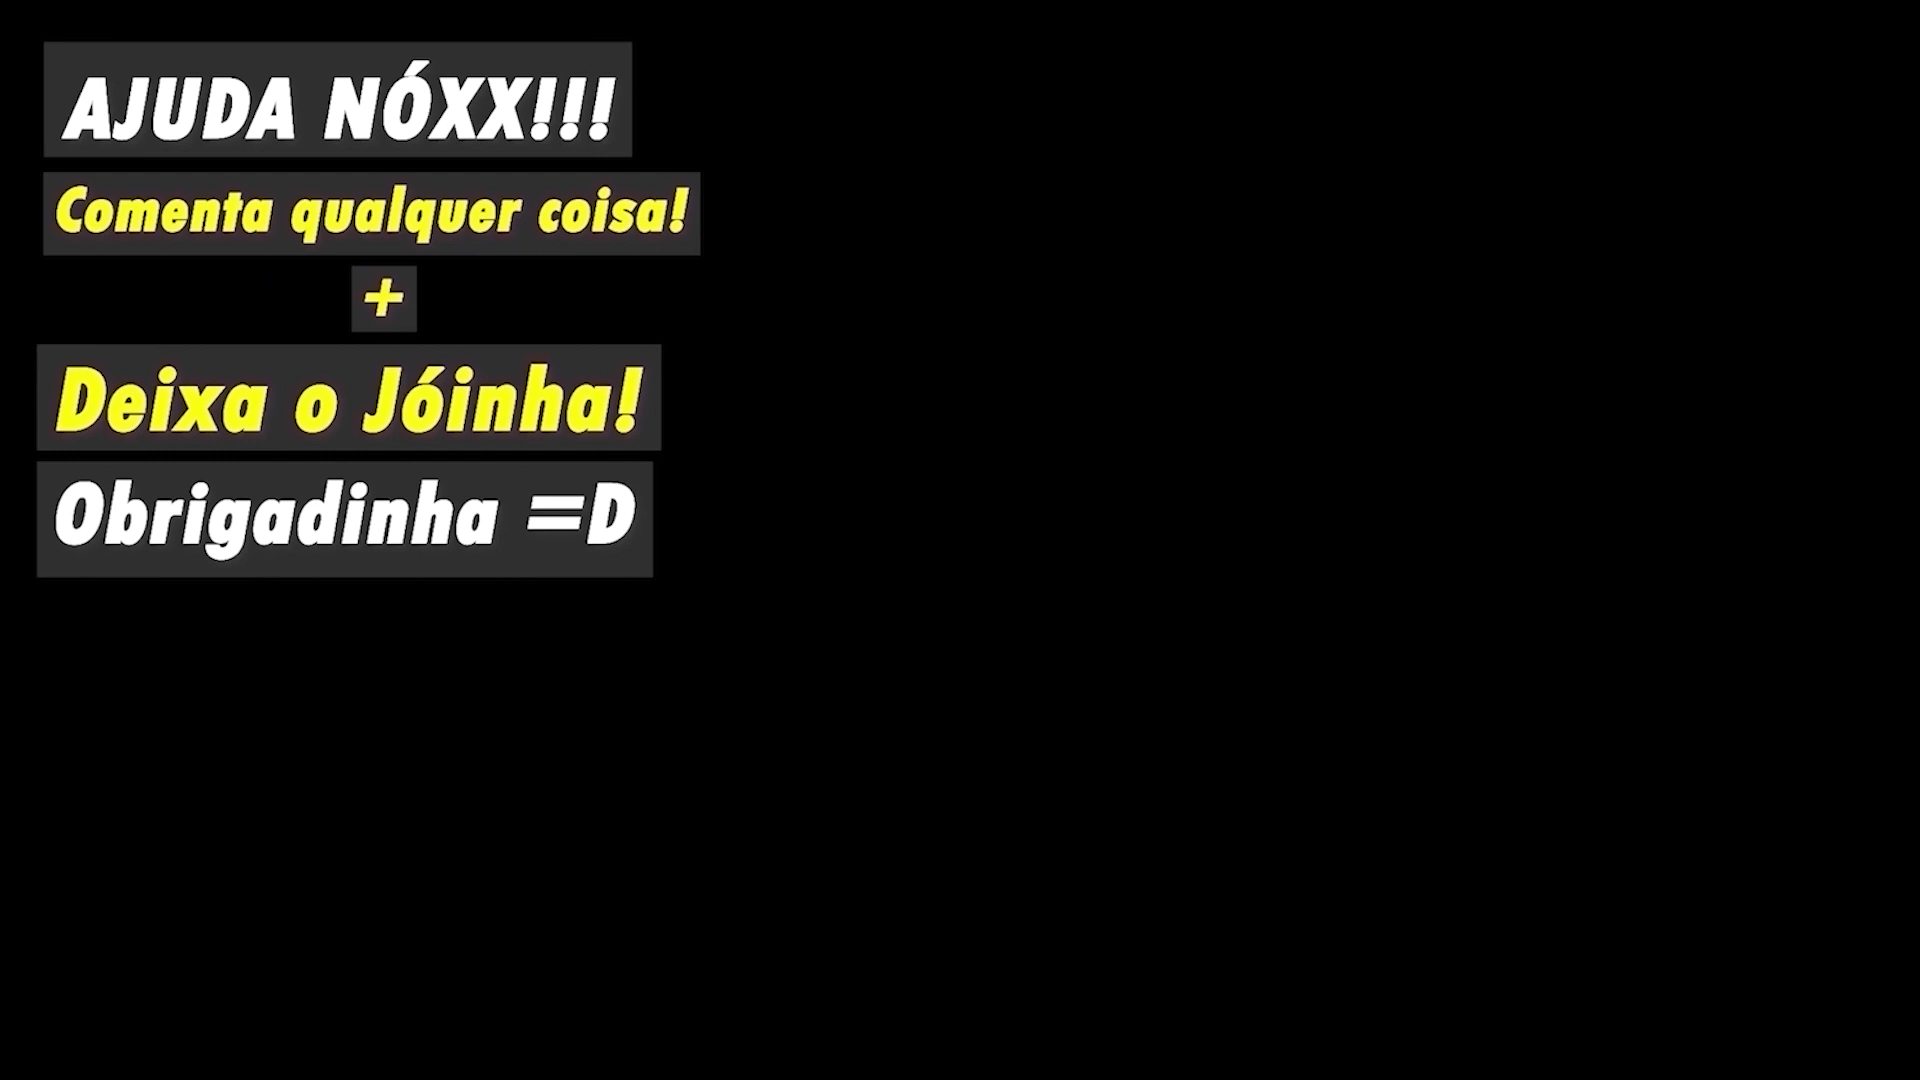 AJUDA NÓXX!!!
Comenta qualquer coisa!
+
Deixa o Jóinha!
Obrigadinha =D